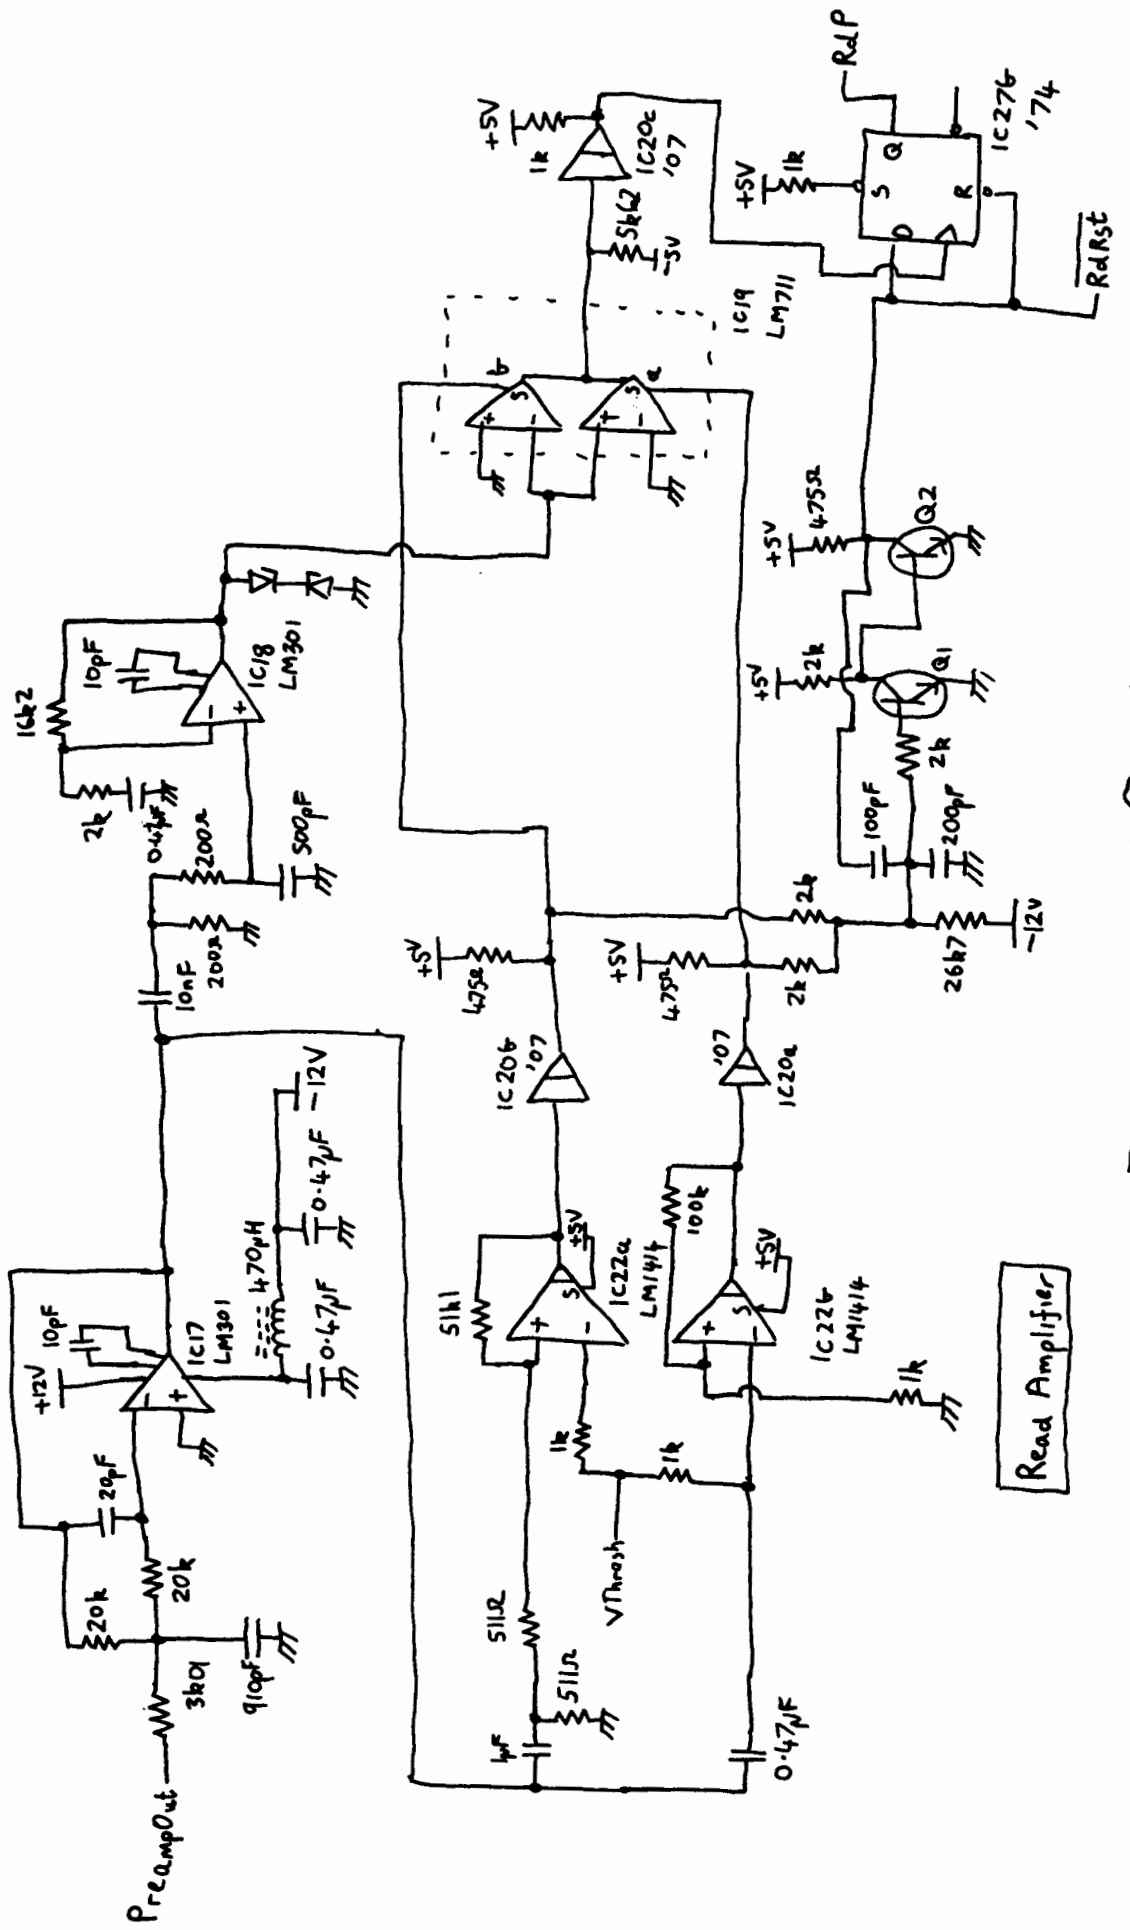 PreampOut
3k01
910pF
20k
20k
20pF
+12V
10pF
IC17
LM301
470µH
0.47µF
0.47µF
-12V
10nF
200Ω
200Ω
500pF
2k
0.47µF
16k2
10pF
IC18
LM301
1µF
511Ω
511Ω
51k1
+5V
S
IC22a
LM1414
1k
VThresh
1k
0.47µF
100k
+5V
S
IC22b
LM1414
1k
IC20b
'07
+5V
475Ω
'07
IC20a
+5V
475Ω
2k
2k
26k7
-12V
100pF
200pF
2k
+5V
2k
Q1
+5V
475Ω
Q2
b
S
S
a
IC19
LM711
5k62
-5V
+5V
1k
IC20c
'07
+5V
1k
S
D
Q
R
IC27b
'74
RdP
RdRst
Read Amplifier